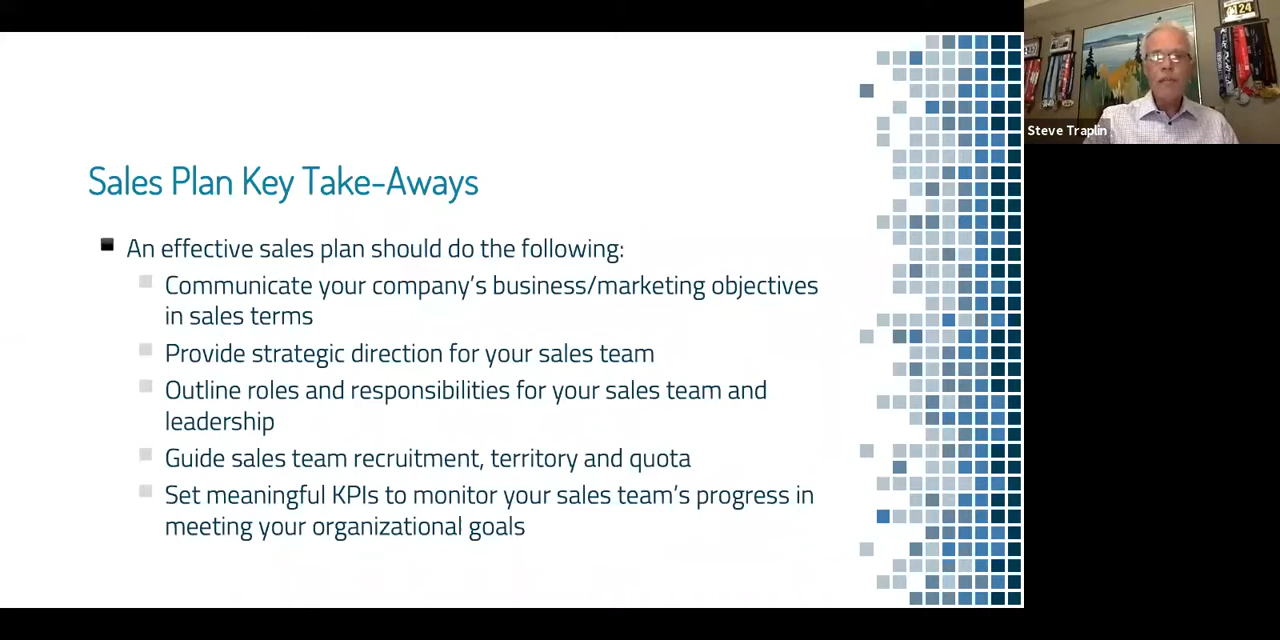 Sales Plan Key Take-Aways
An effective sales plan should do the following:
Communicate your company's business/marketing objectives
in sales terms
Provide strategic direction for your sales team
Outline roles and responsibilities for your sales team and
leadership
Guide sales team recruitment, territory and quota
Set meaningful KPIs to monitor your sales team's progress in
meeting your organizational goals
Steve Traplin